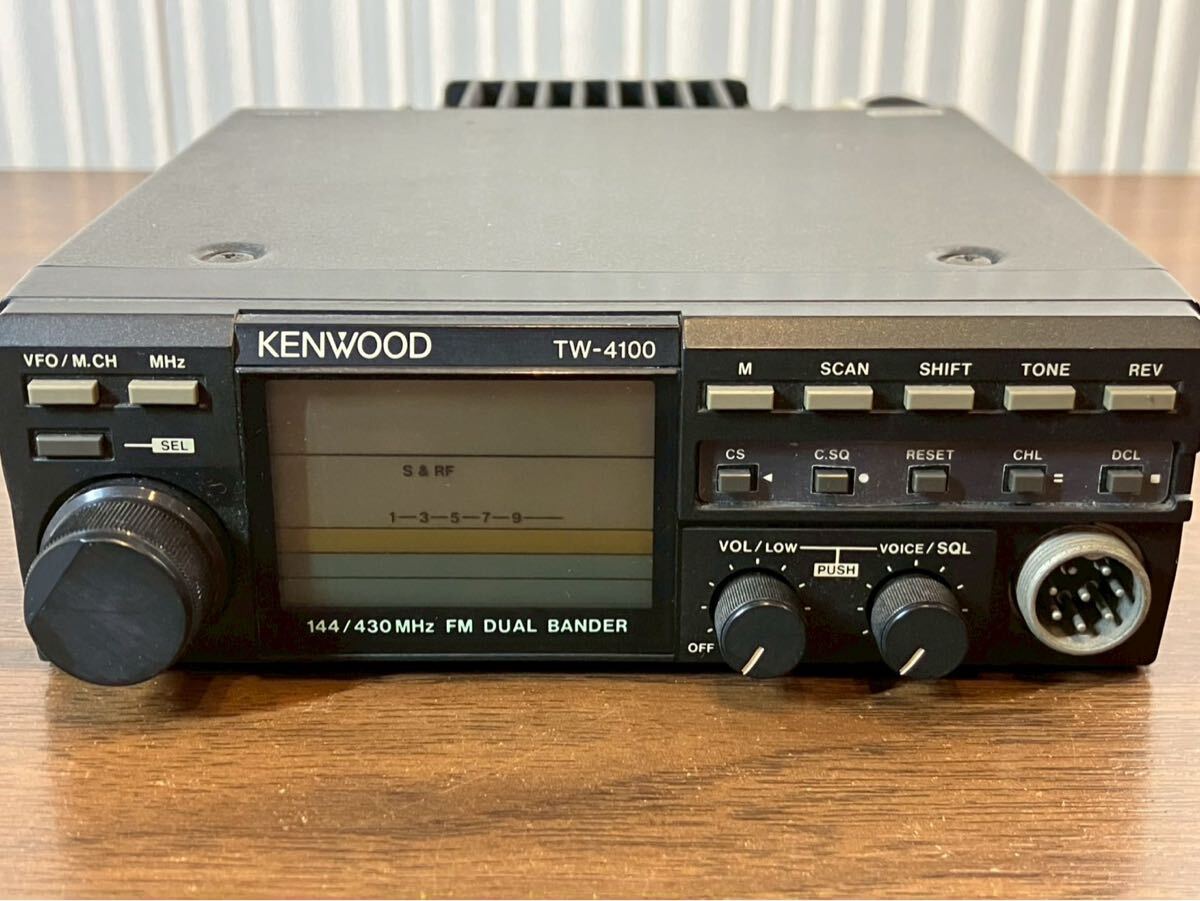 KENWOOD TW-4100
VFO/M.CH MHz
SEL
M SCAN SHIFT TONE REV
CS C.SQ RESET CHL DCL
S & RF
1—3—5—7—9
VOL/LOW VOICE/SQL
PUSH
OFF
144/430MHz FM DUAL BANDER